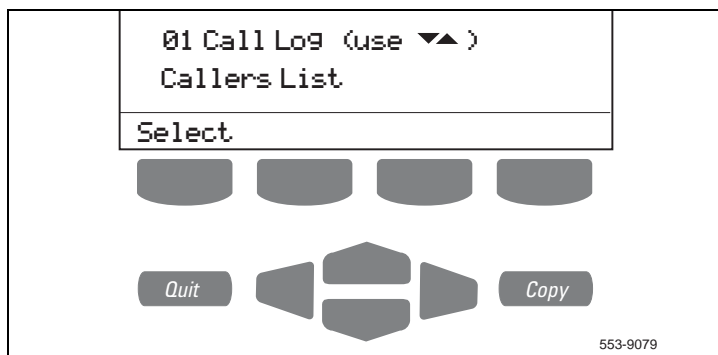 01 Call Log (use ▼▲)
Callers List
Select
Quit
Copy
553-9079